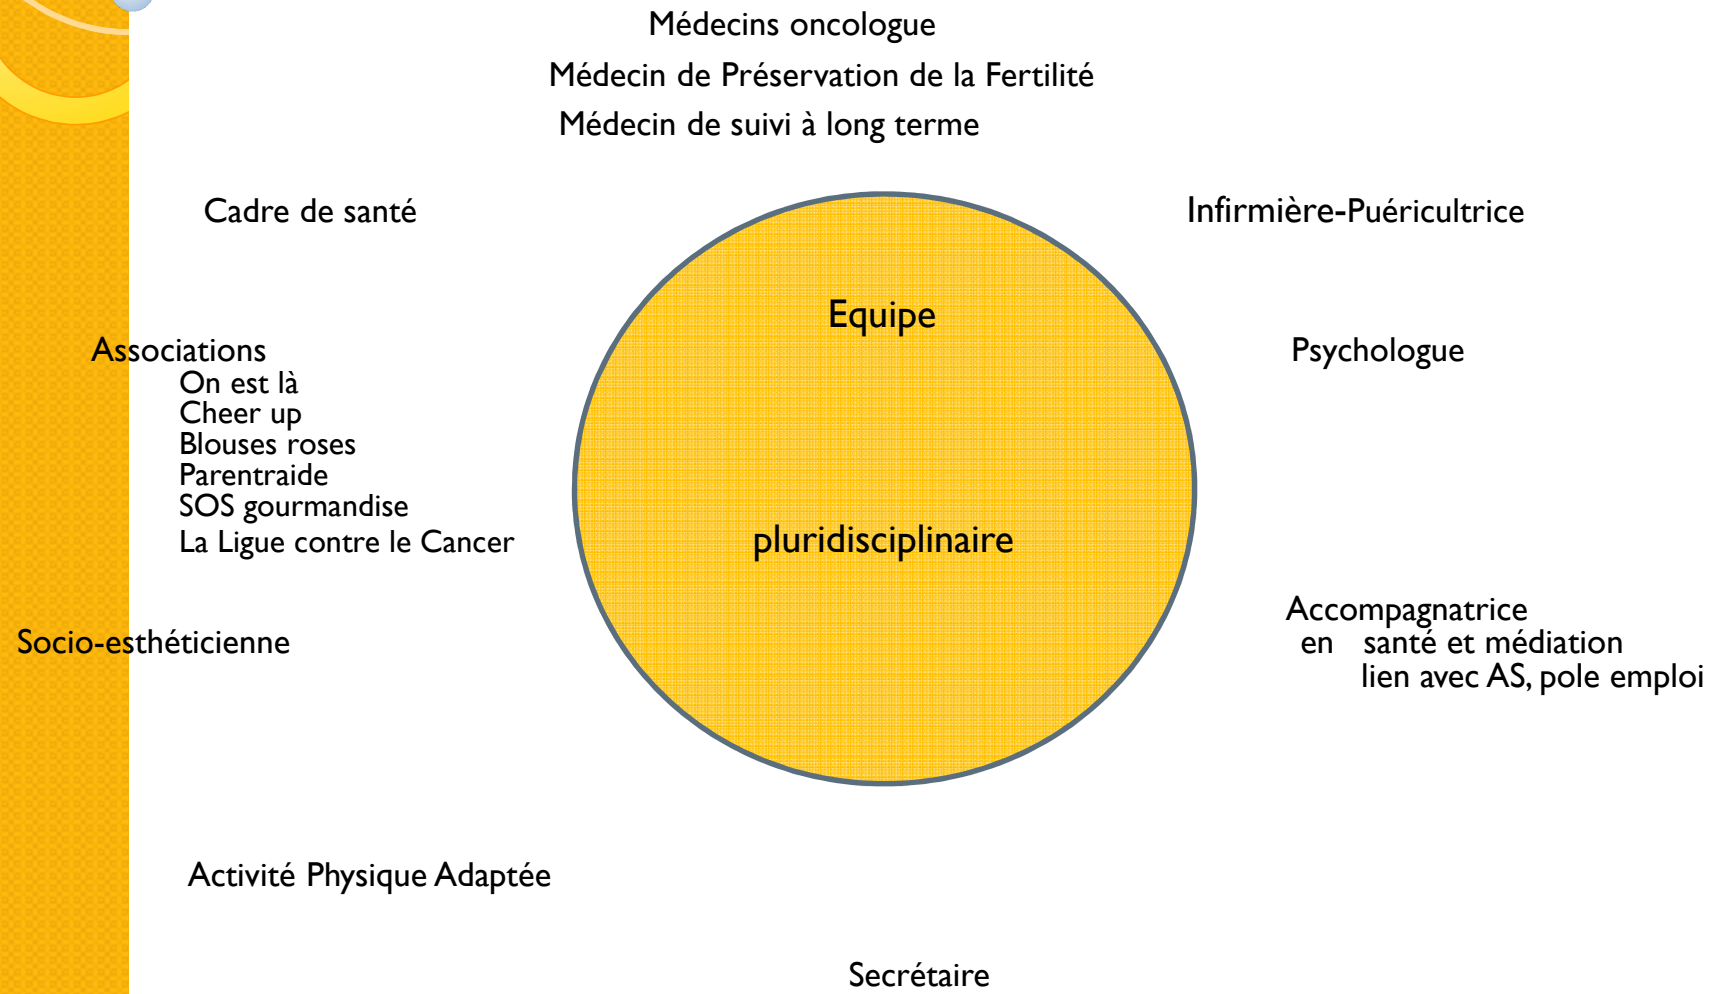 Médecins oncologue
Médecin de Préservation de la Fertilité
Médecin de suivi à long terme
Cadre de santé
Infirmière-Puéricultrice
Equipe
pluridisciplinaire
Associations
On est là
Cheer up
Blouses roses
Parentraide
SOS gourmandise
La Ligue contre le Cancer
Psychologue
Accompagnatrice
en santé et médiation
lien avec AS, pole emploi
Socio-esthéticienne
Activité Physique Adaptée
Secrétaire